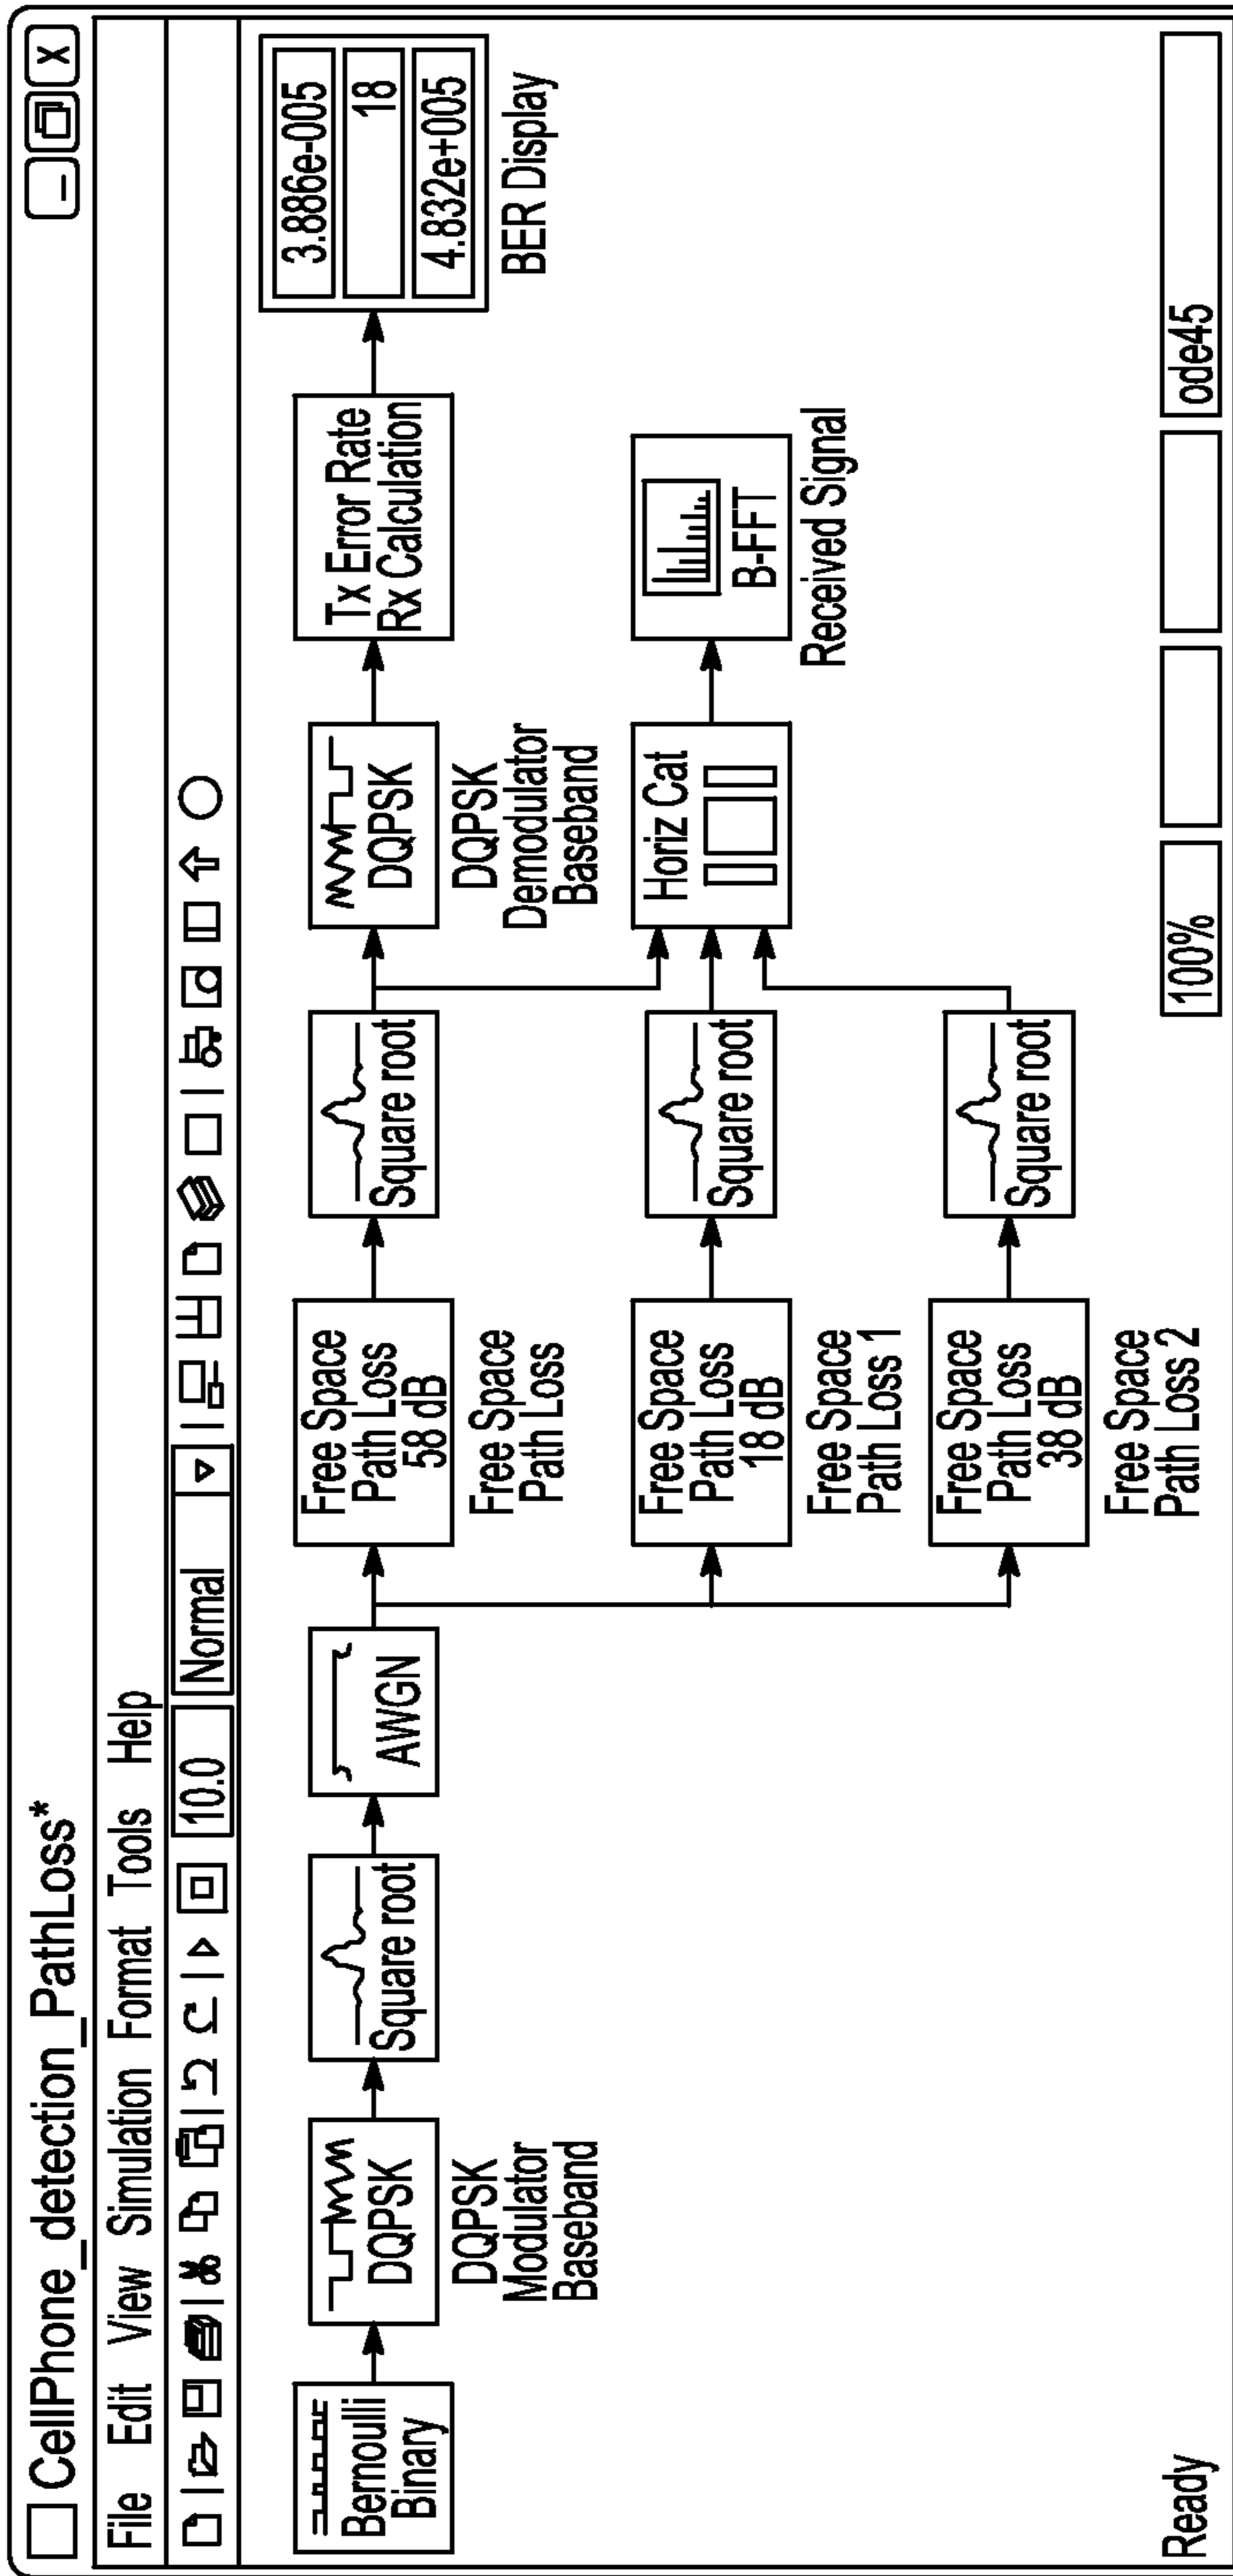 CellPhone_detection_PathLoss*
File Edit View Simulation Format Tools Help
10.0 Normal
Bernoulli
Binary
DQPSK
DQPSK
Modulator
Baseband
Square root
AWGN
Free Space
Path Loss
58 dB
Free Space
Path Loss
Square root
DQPSK
DQPSK
Demodulator
Baseband
Tx Error Rate
Rx Calculation
3.886e-005
18
4.832e+005
BER Display
Free Space
Path Loss
18 dB
Free Space
Path Loss 1
Square root
Horiz Cat
B-FFT
Received Signal
Free Space
Path Loss
38 dB
Free Space
Path Loss 2
Square root
Ready 100% ode45